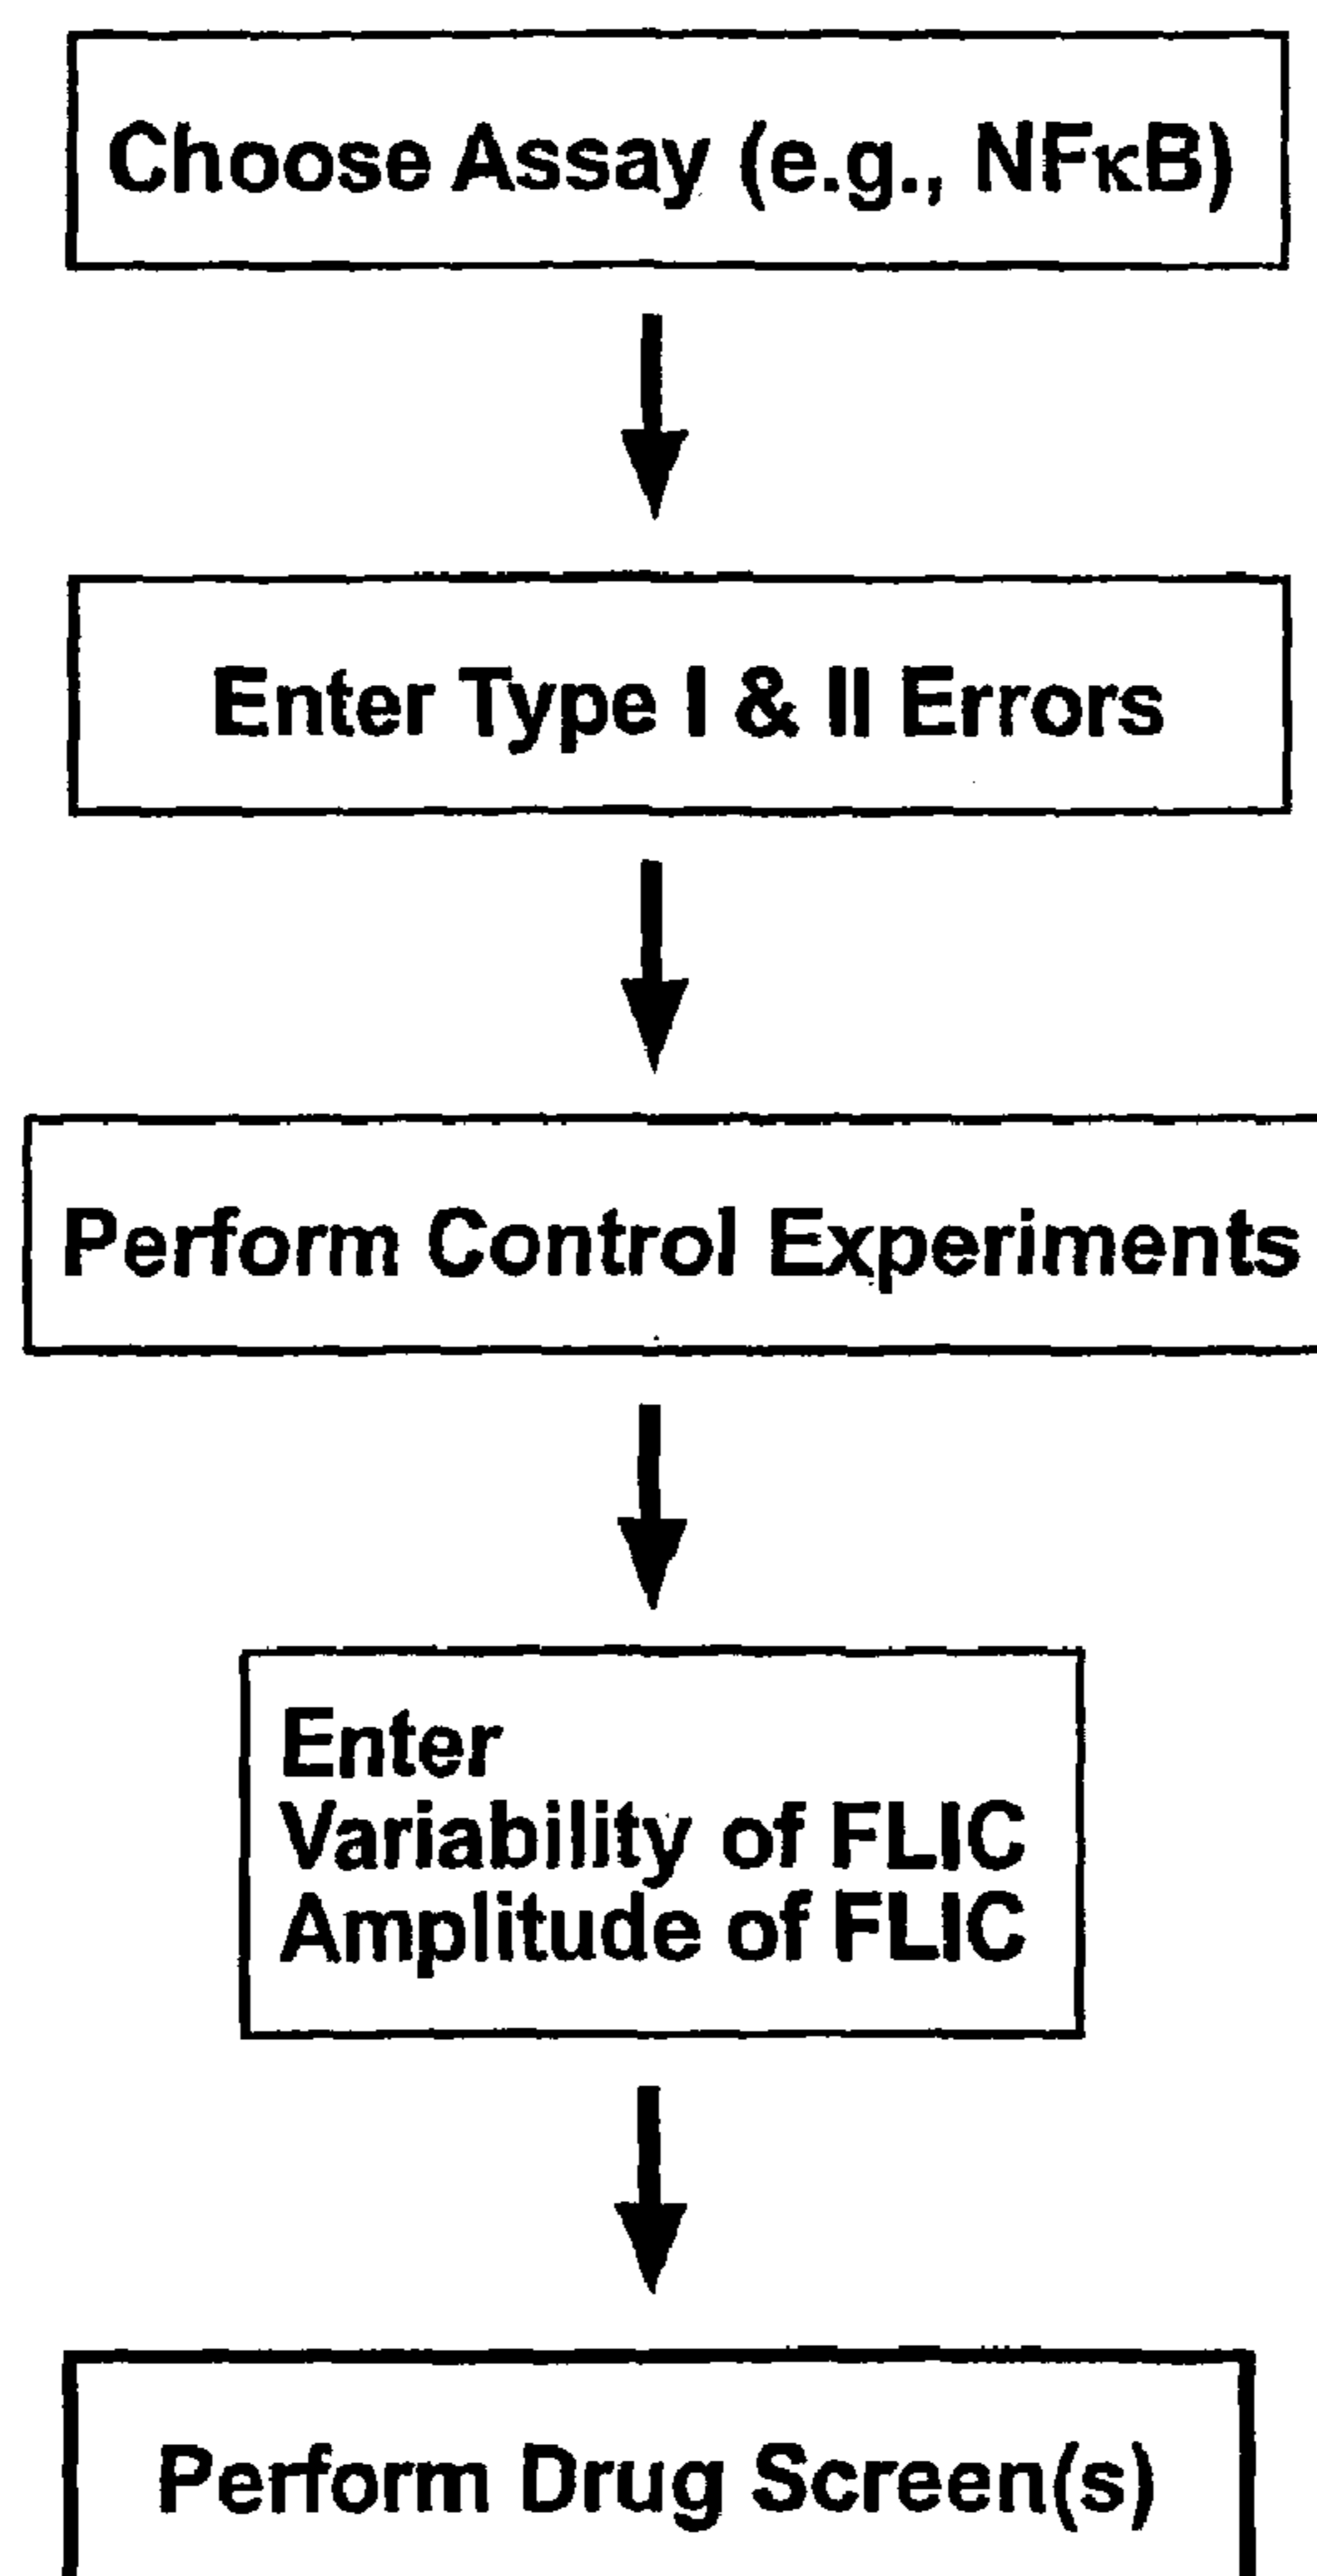 Choose Assay (e.g., NFκB)
Enter Type I & II Errors
Perform Control Experiments
Enter
Variability of FLIC
Amplitude of FLIC
Perform Drug Screen(s)